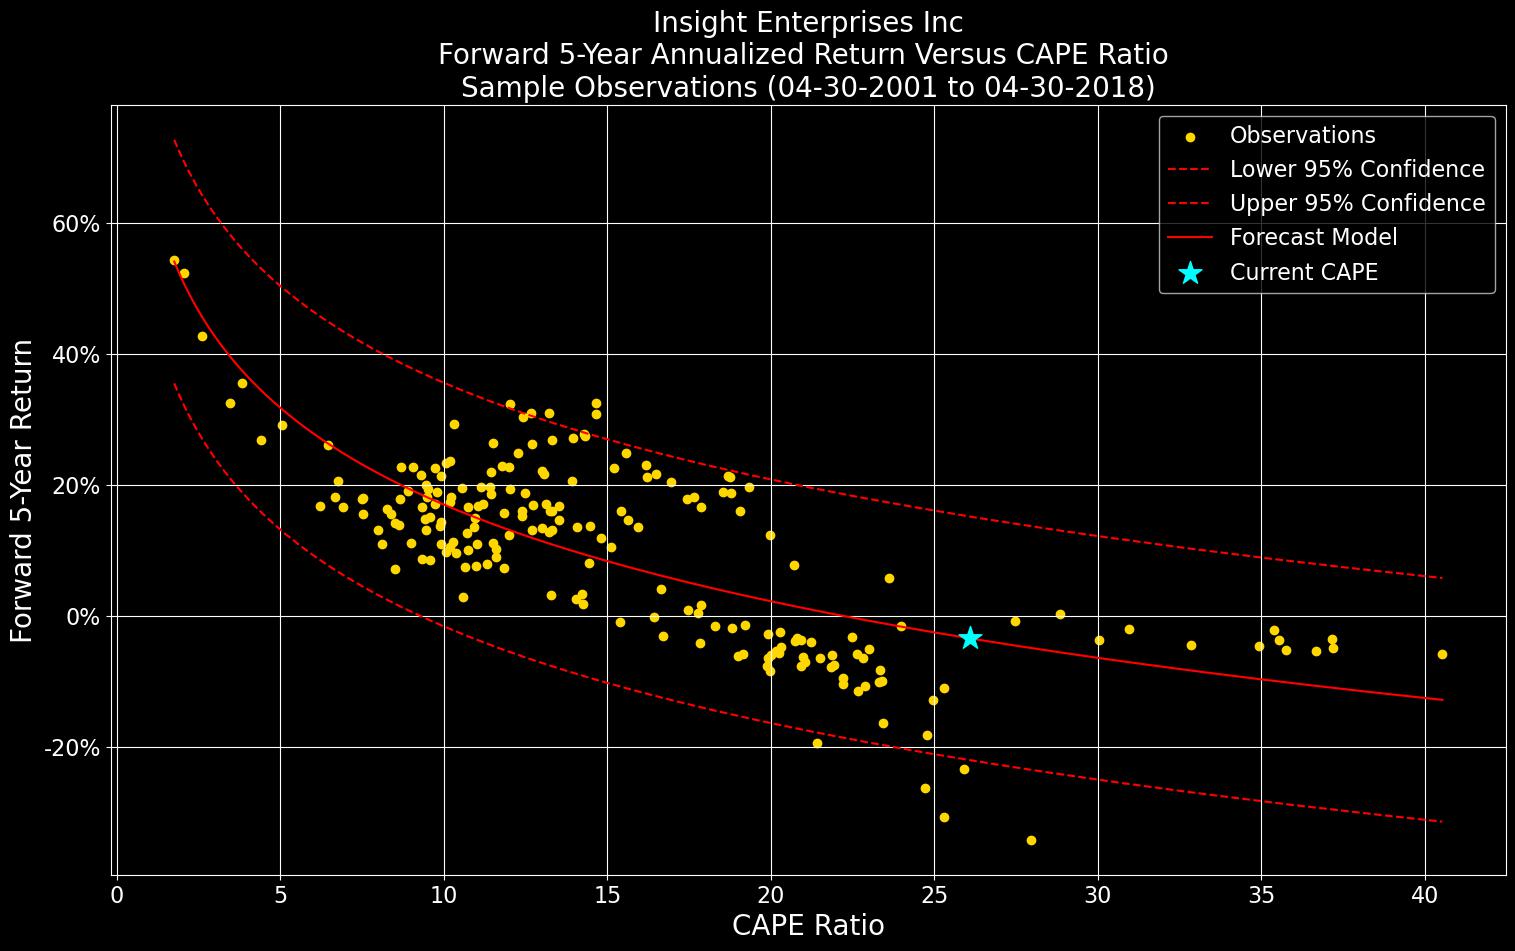 Insight Enterprises Inc
Forward 5-Year Annualized Return Versus CAPE Ratio
Sample Observations (04-30-2001 to 04-30-2018)
Observations
Lower 95% Confidence
Upper 95% Confidence
Forecast Model
Current CAPE
Forward 5-Year Return
60%
40%
20%
0%
-20%
0 5 10 15 20 25 30 35 40
CAPE Ratio